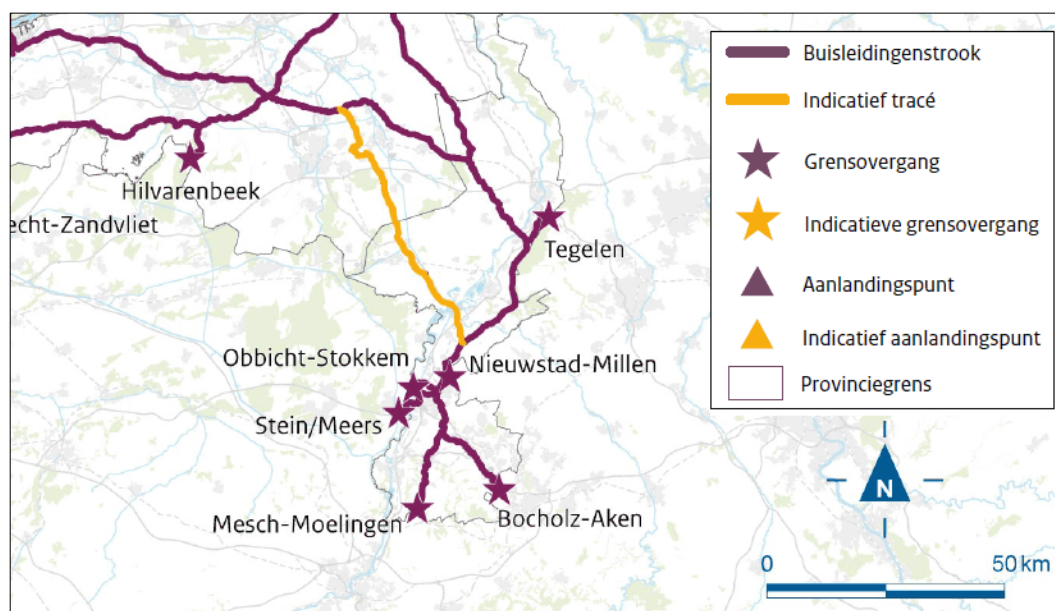 Buisleidingenstrook
Indicatief tracé
Grensovergang
Indicatieve grensovergang
Aanlandingspunt
Indicatief aanlandingspunt
Provinciegrens
Hilvarenbeek
echt-Zandvliet
Tegelen
Obbicht-Stokkem
Nieuwstad-Millen
Stein/Meers
Mesch-Moelingen
Bocholz-Aken
N
0 50 km